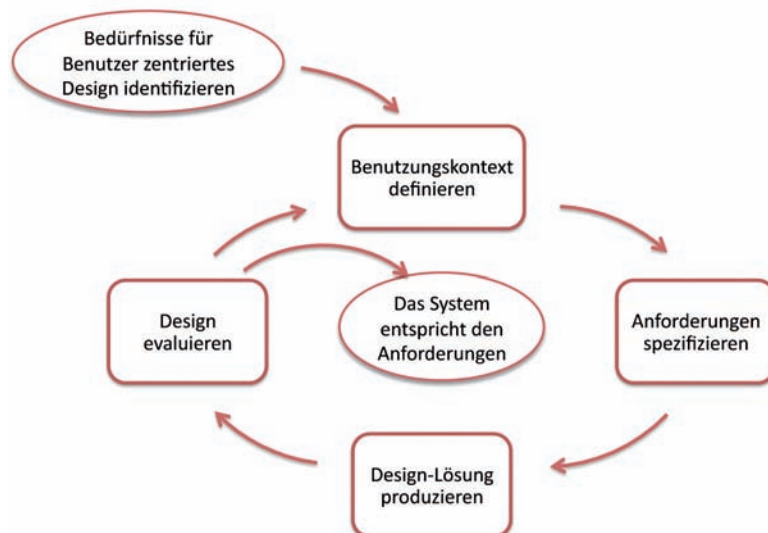 Bedürfnisse für
Benutzer zentriertes
Design identifizieren
Benutzungskontext
definieren
Design
evaluieren
Das System
entspricht den
Anforderungen
Anforderungen
spezifizieren
Design-Lösung
produzieren